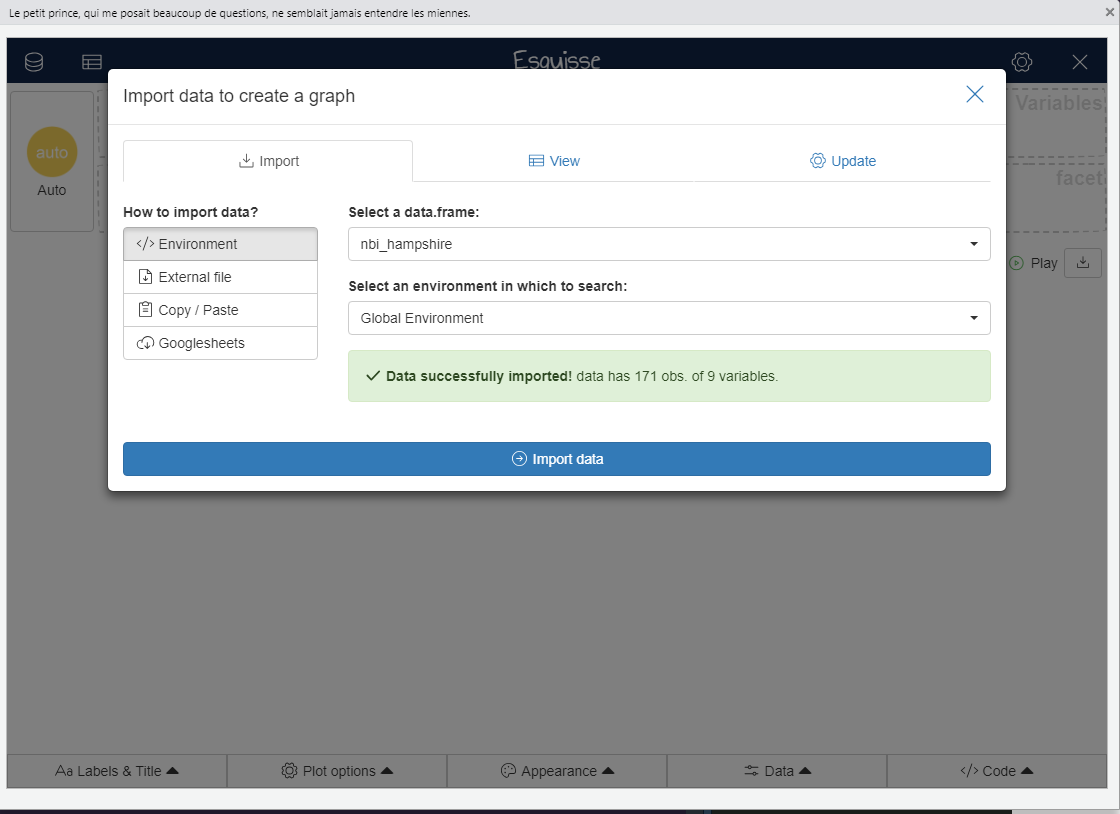 Le petit prince, qui me posait beaucoup de questions, ne semblait jamais entendre les miennes.
Esquisse
Import data to create a graph
Variables
auto
Auto
Import
View
Update
facet
How to import data?
Select a data.frame:
</> Environment
nbi_hampshire
External file
Play
Select an environment in which to search:
Copy / Paste
Global Environment
Googlesheets
Data successfully imported! data has 171 obs. of 9 variables.
Import data
Aa Labels & Title
Plot options
Appearance
Data
</> Code